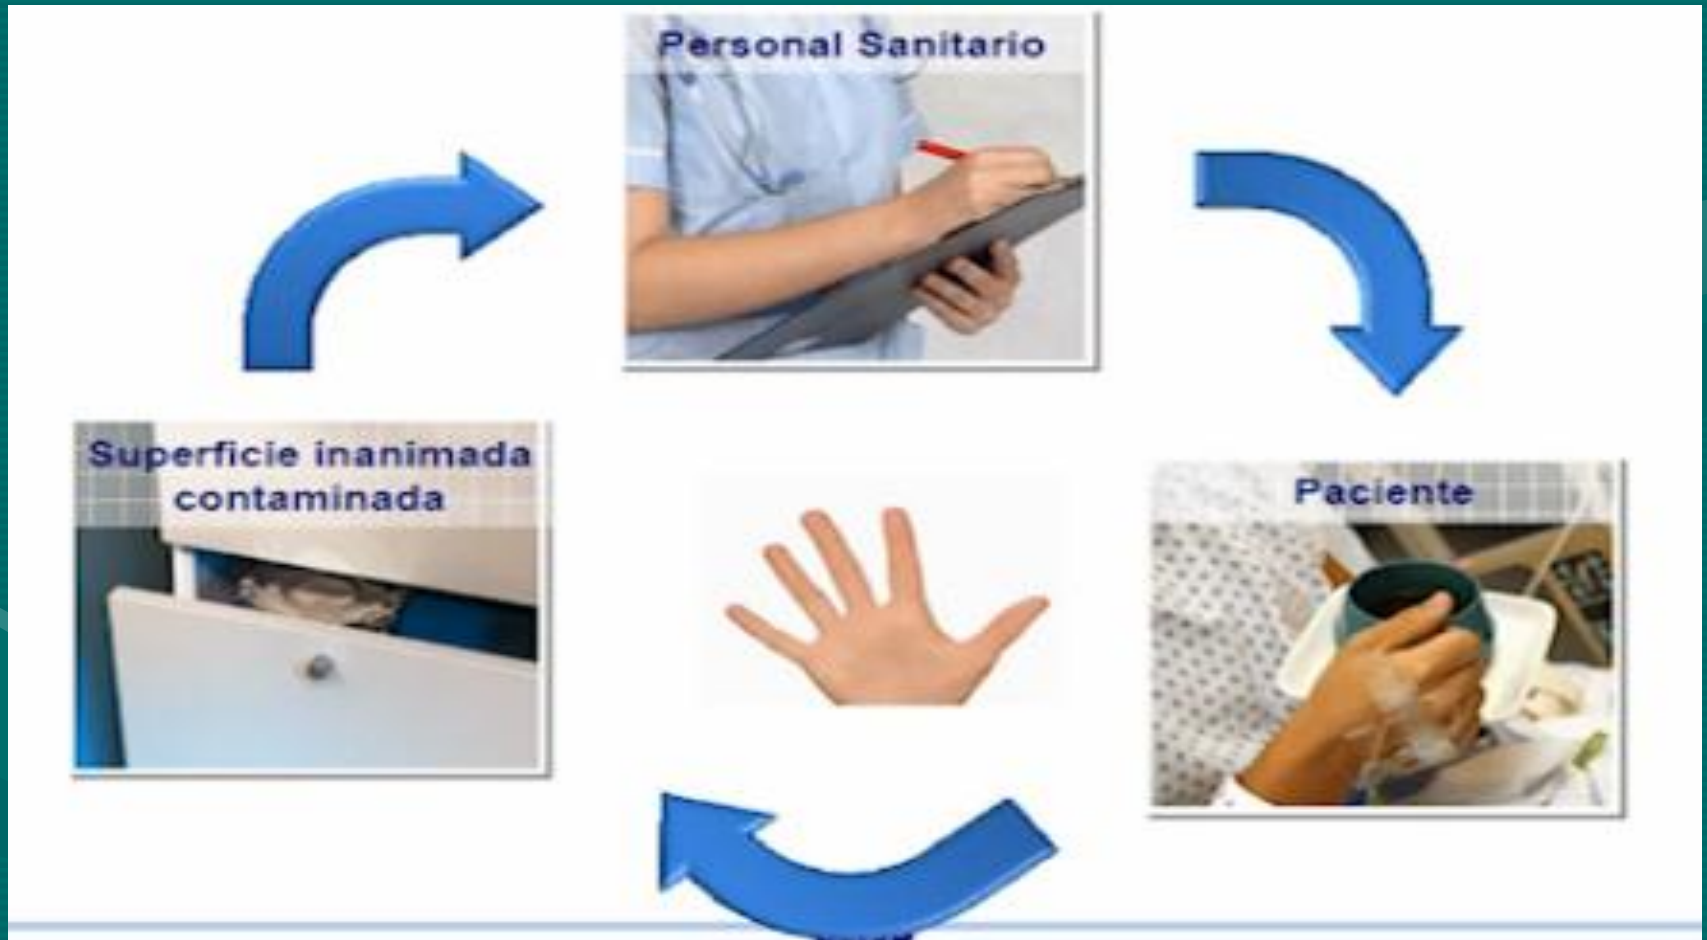 Personal Sanitario
Superficie inanimada
contaminada
Paciente